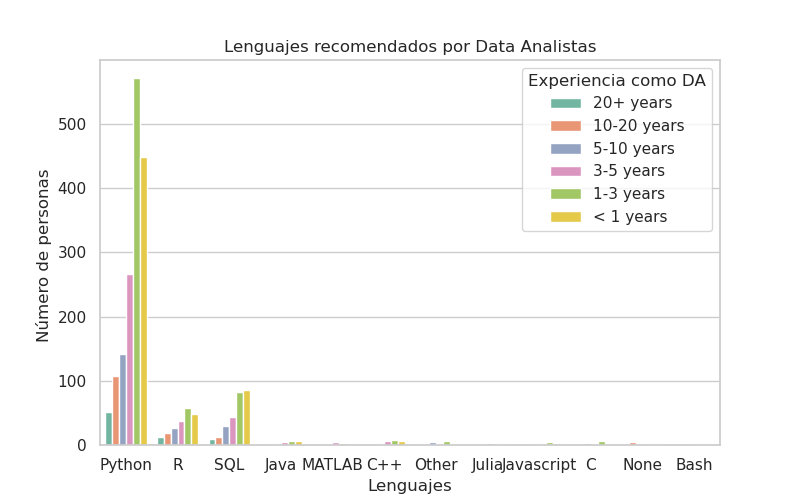 Lenguajes recomendados por Data Analistas
Experiencia como DA
20+ years
10-20 years
5-10 years
3-5 years
1-3 years
< 1 years
Número de personas
500
400
300
200
100
0
Python R SQL Java MATLAB C++ Other Julia Javascript C None Bash
Lenguajes